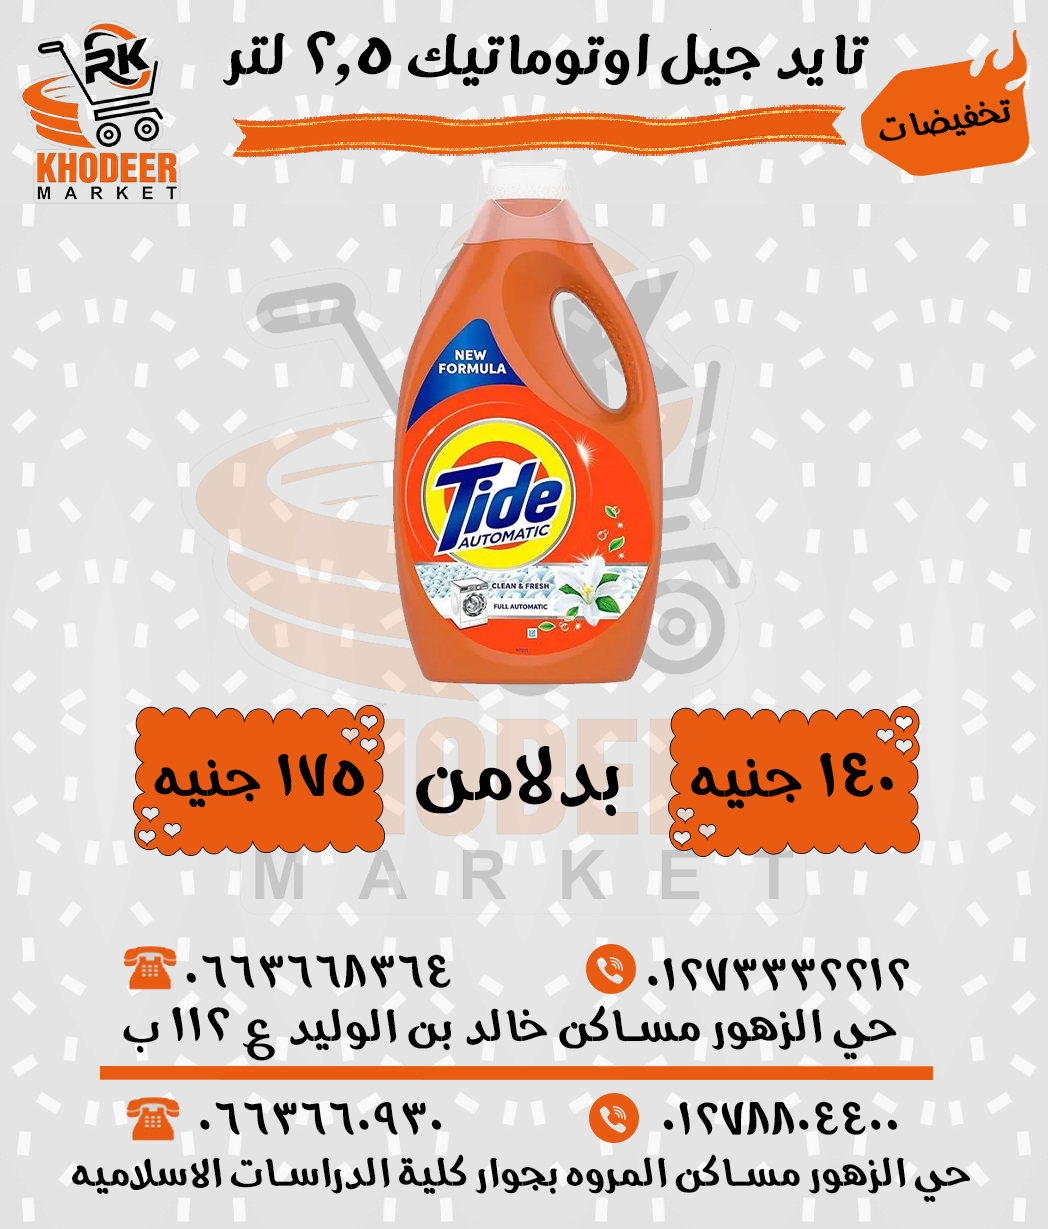 تايد جيل اوتوماتيك ٢,٥ لتر
تخفيضات
RK
KHODEER
MARKET
NEW
FORMULA
Tide
AUTOMATIC
CLEAN & FRESH
FULL AUTOMATIC
١٤٠ جنيه
بدلا من
١٧٥ جنيه
KHODEER
MARKET
٠١٢٧٣٣٣٢٢١٢
٠٦٦٣٦٦٨٣٦٤
حي الزهور مساكن خالد بن الوليد ع ١١٢ ب
٠١٢٧٨٨٠٤٤٠٠
٠٦٦٣٦٦٠٩٣٠
حي الزهور مساكن المروه بجوار كلية الدراسات الاسلاميه